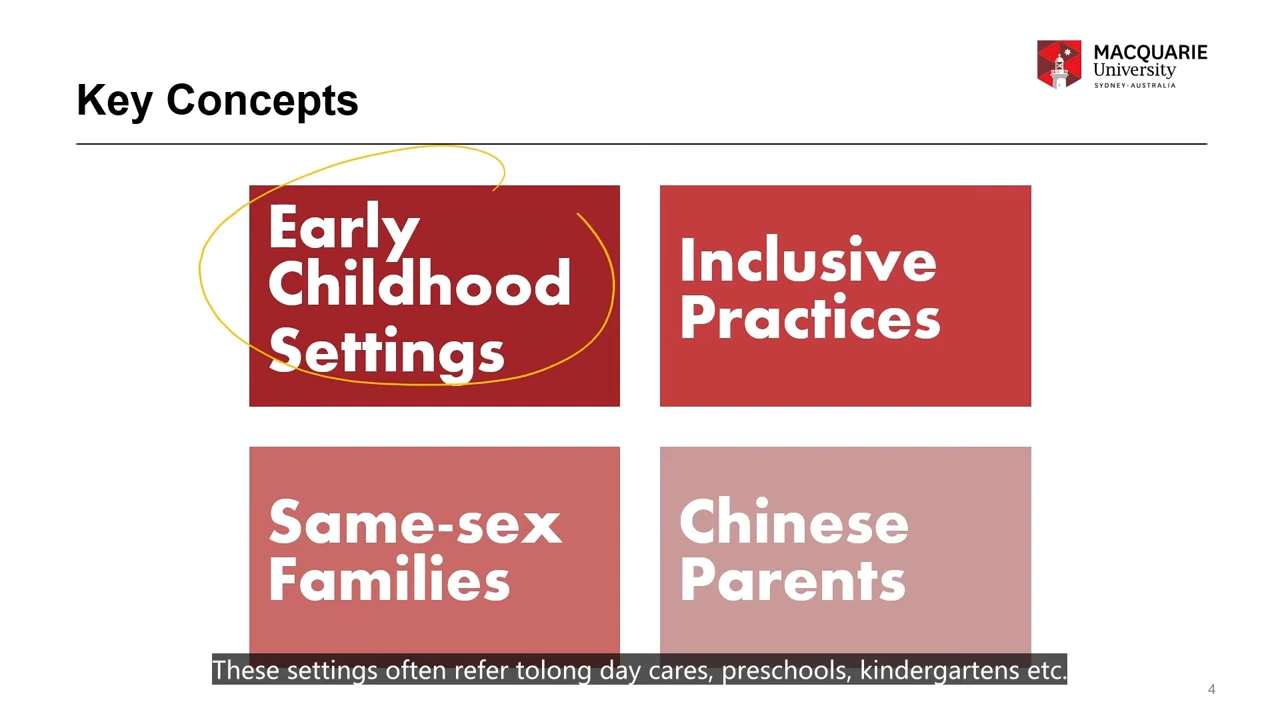 MACQUARIE
University
SYDNEY·AUSTRALIA
Key Concepts
Early
Childhood
Settings
Inclusive
Practices
Same-sex
Families
Chinese
Parents
These settings often refer tolong day cares, preschools, kindergartens etc.
4